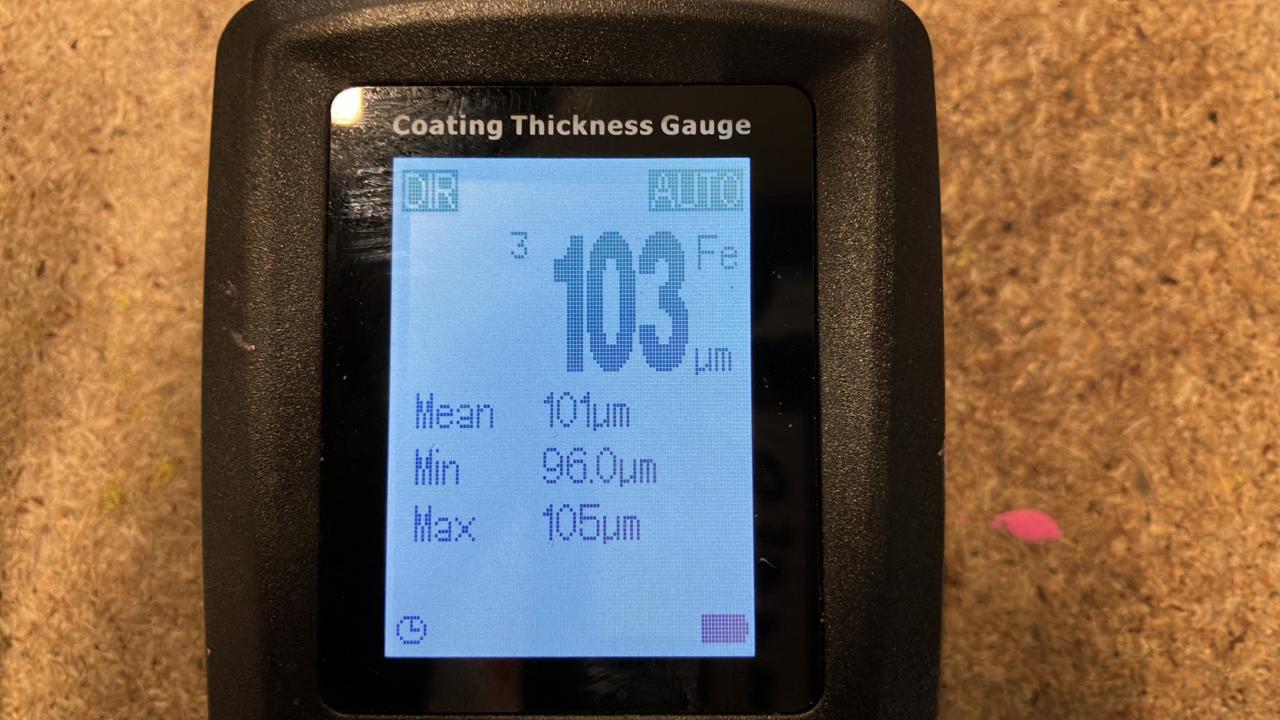 Coating Thickness Gauge
DIR AUTO
3 103 Fe
µm
Mean 101µm
Min 96.0µm
Max 105µm